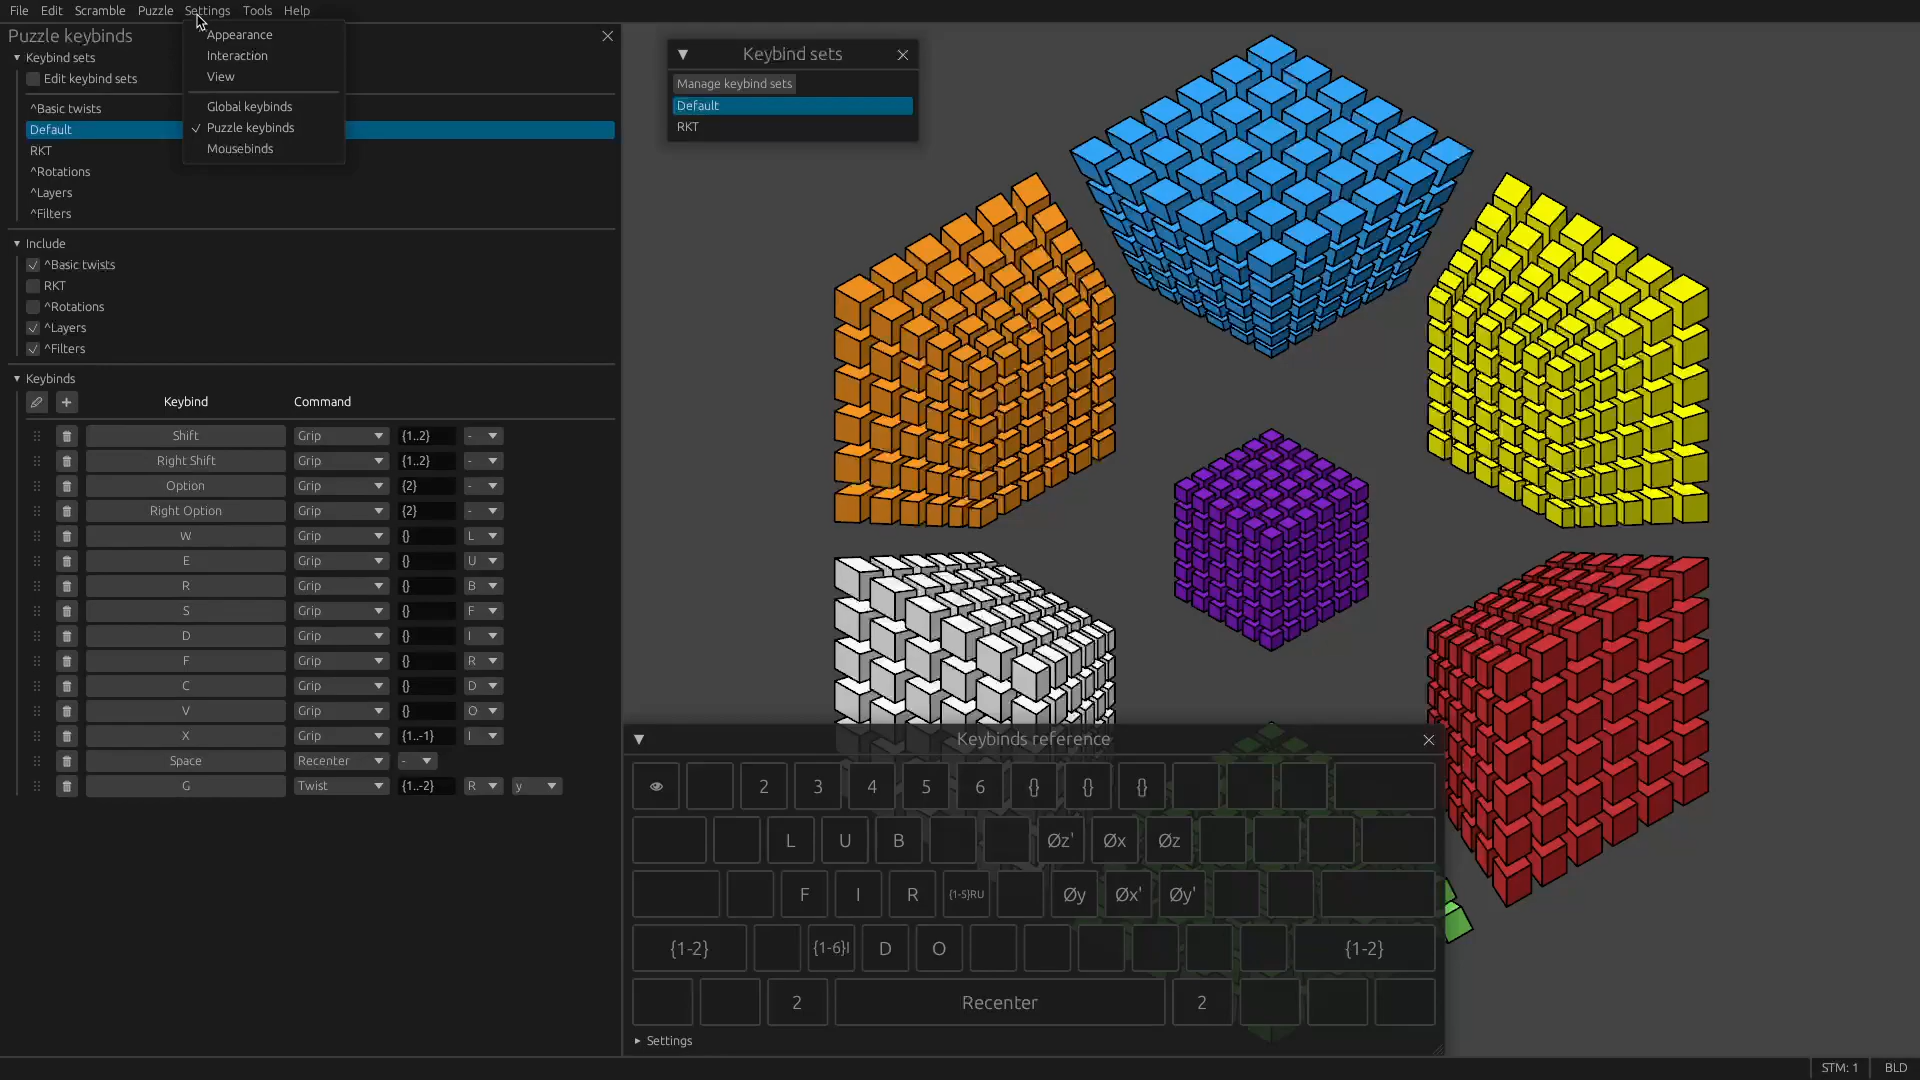 File Edit Scramble Puzzle Settings Tools Help
Puzzle keybinds
Keybind sets
Edit keybind sets
^Basic twists
Default
RKT
^Rotations
^Layers
^Filters
Appearance
Interaction
View
Global keybinds
Puzzle keybinds
Mousebinds
Include
^Basic twists
RKT
^Rotations
^Layers
^Filters
Keybinds
Keybind Command
Shift Grip {1..2} -
Right Shift Grip {1..2} -
Option Grip {2} -
Right Option Grip {2} -
W Grip {} L
E Grip {} U
R Grip {} B
S Grip {} F
D Grip {} I
F Grip {} R
C Grip {} D
V Grip {} O
X Grip {1..-1} I
Space Recenter -
G Twist {1..-2} R y
Keybind sets
Manage keybind sets
Default
RKT
Keybinds reference
2 3 4 5 6 {} {} {}
L U B Øz' Øx Øz
F I R {1-5}RU Øy Øx' Øy'
{1-2} {1-6}I D O {1-2}
2 Recenter 2
Settings
STM: 1 BLD